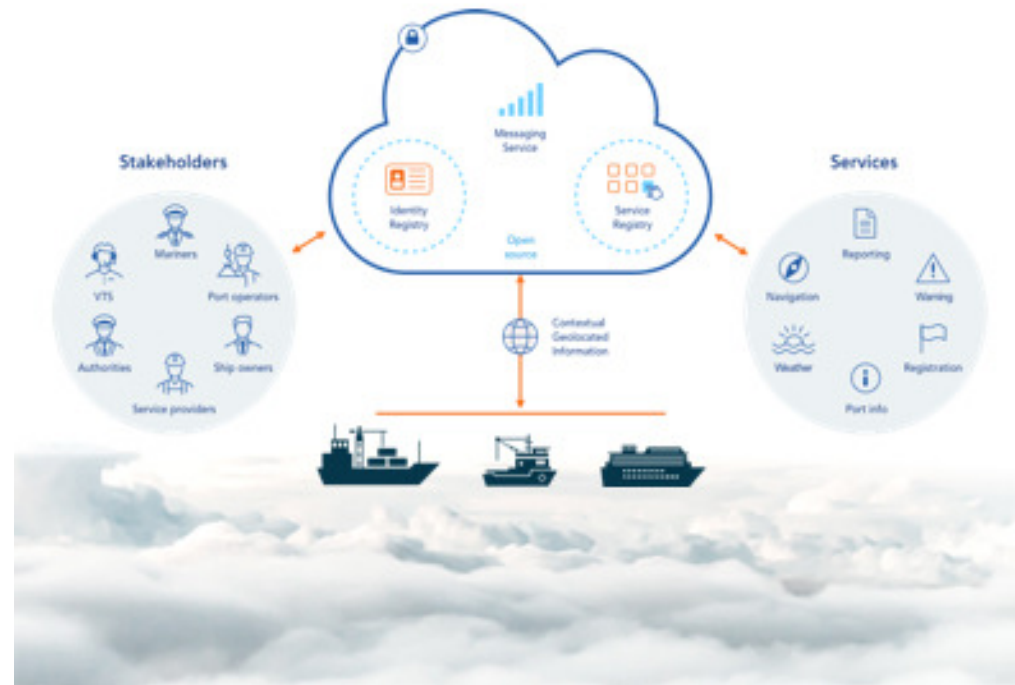 Messaging
Service
Stakeholders
Services
Identity
Registry
Service
Registry
Open
source
Mariners
VTS
Port operators
Authorities
Ship owners
Service providers
Reporting
Navigation
Warning
Weather
Registration
Port info
Contextual
Geolocated
Information